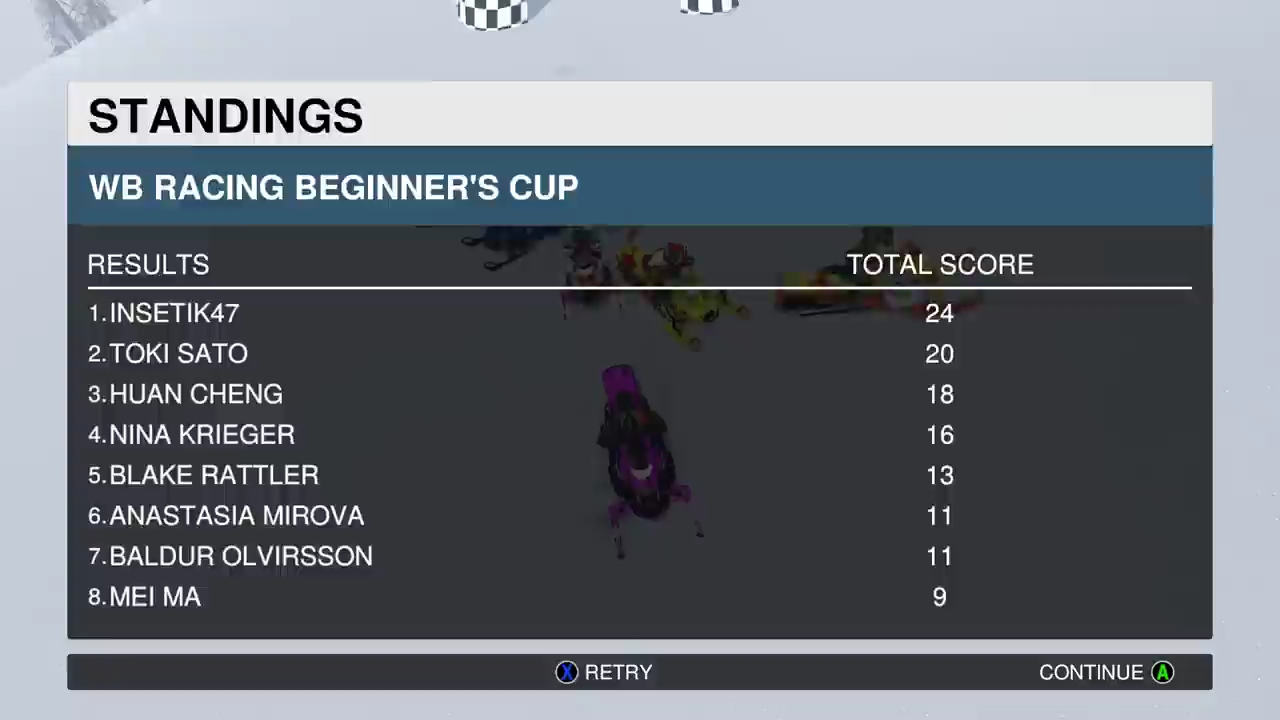 STANDINGS
WB RACING BEGINNER'S CUP
RESULTS TOTAL SCORE
1. INSETIK47 24
2. TOKI SATO 20
3. HUAN CHENG 18
4. NINA KRIEGER 16
5. BLAKE RATTLER 13
6. ANASTASIA MIROVA 11
7. BALDUR OLVIRSSON 11
8. MEI MA 9
X RETRY CONTINUE A